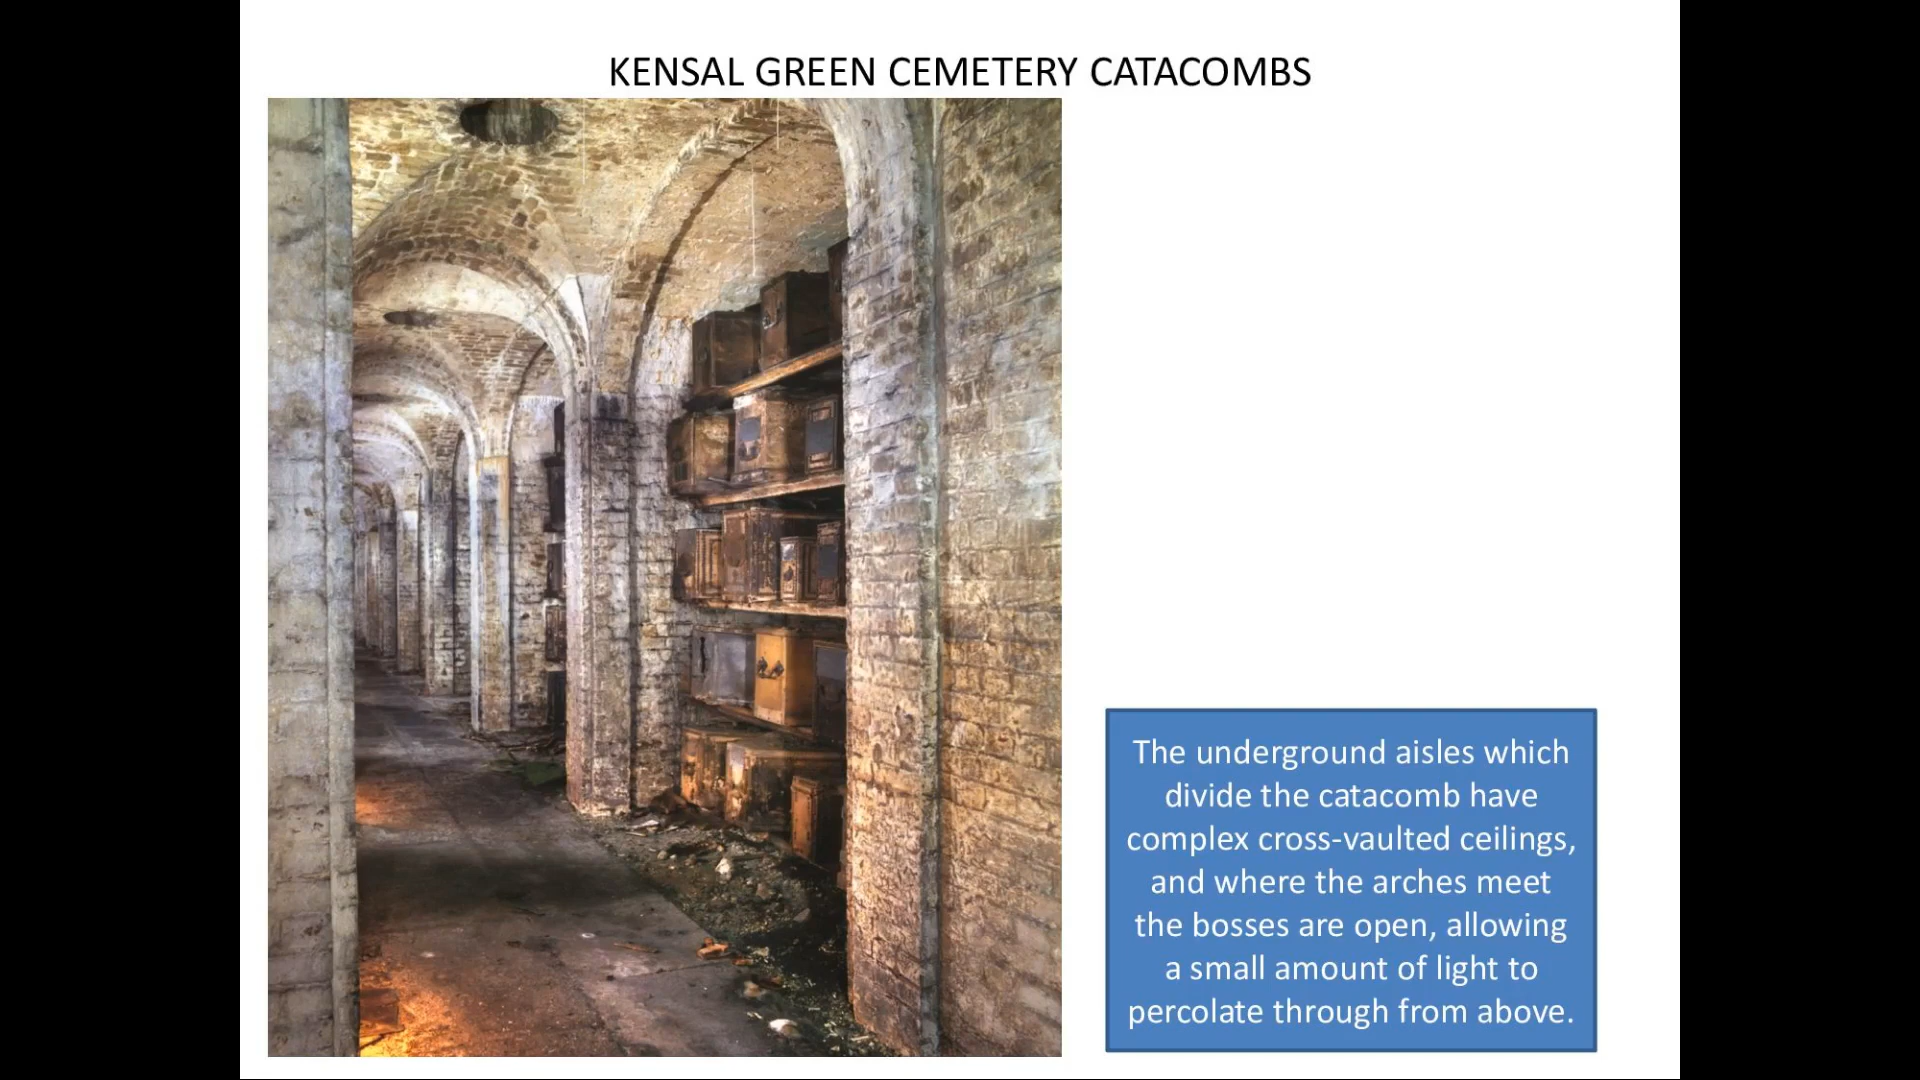 KENSAL GREEN CEMETERY CATACOMBS
The underground aisles which
divide the catacomb have
complex cross-vaulted ceilings,
and where the arches meet
the bosses are open, allowing
a small amount of light to
percolate through from above.